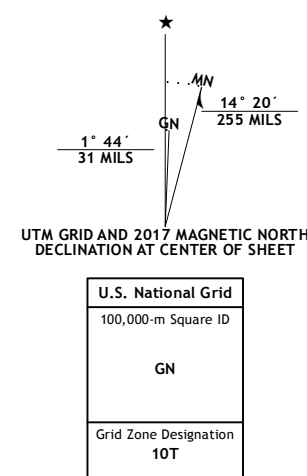 ★
MN
GN
1° 44´
31 MILS
14° 20´
255 MILS
UTM GRID AND 2017 MAGNETIC NORTH
DECLINATION AT CENTER OF SHEET
U.S. National Grid
100,000-m Square ID
GN
Grid Zone Designation
10T